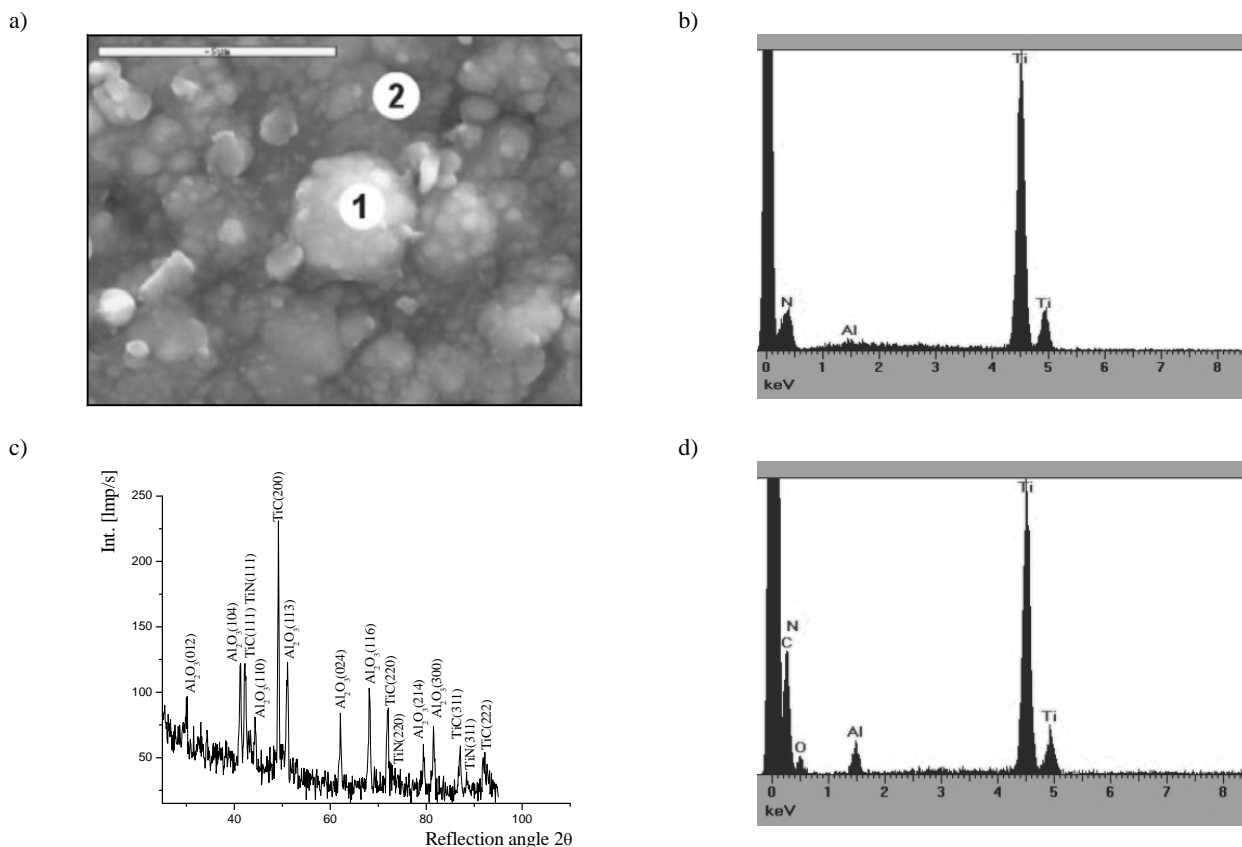 a)
5µm
2
1
b)
Ti
N
Al
Ti
0 1 2 3 4 5 6 7 8
keV
c)
Int. [Imp/s]
250
200
150
100
50
Al2O3(012)
Al2O3(104)
TiC(111) TiN(111)
Al2O3(110)
TiC(200)
Al2O3(113)
Al2O3(024)
Al2O3(116)
TiC(220)
TiN(220)
Al2O3(214)
Al2O3(300)
TiC(311)
TiN(311)
TiC(222)
40 60 80 100
Reflection angle 2θ
d)
Ti
N
C
O
Al
Ti
0 1 2 3 4 5 6 7 8
keV